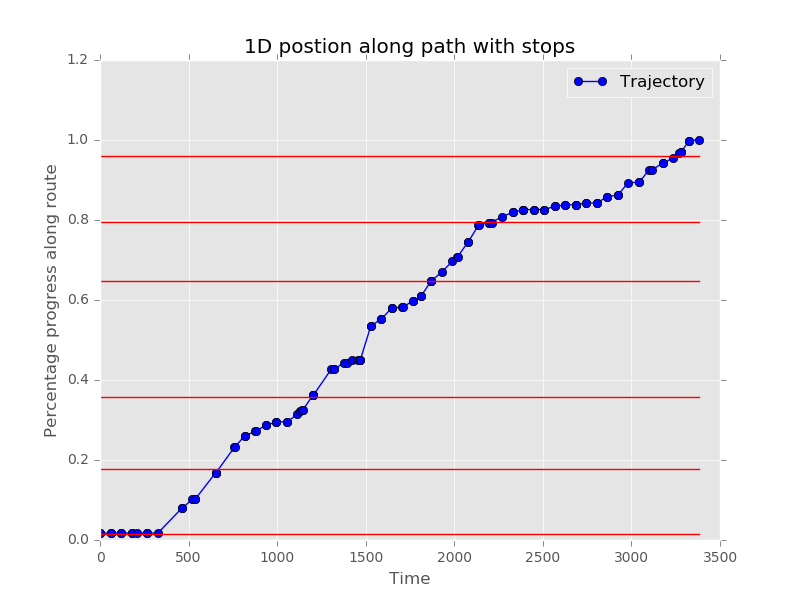 1D postion along path with stops
Trajectory
Percentage progress along route
1.2
1.0
0.8
0.6
0.4
0.2
0.0
0 500 1000 1500 2000 2500 3000 3500
Time